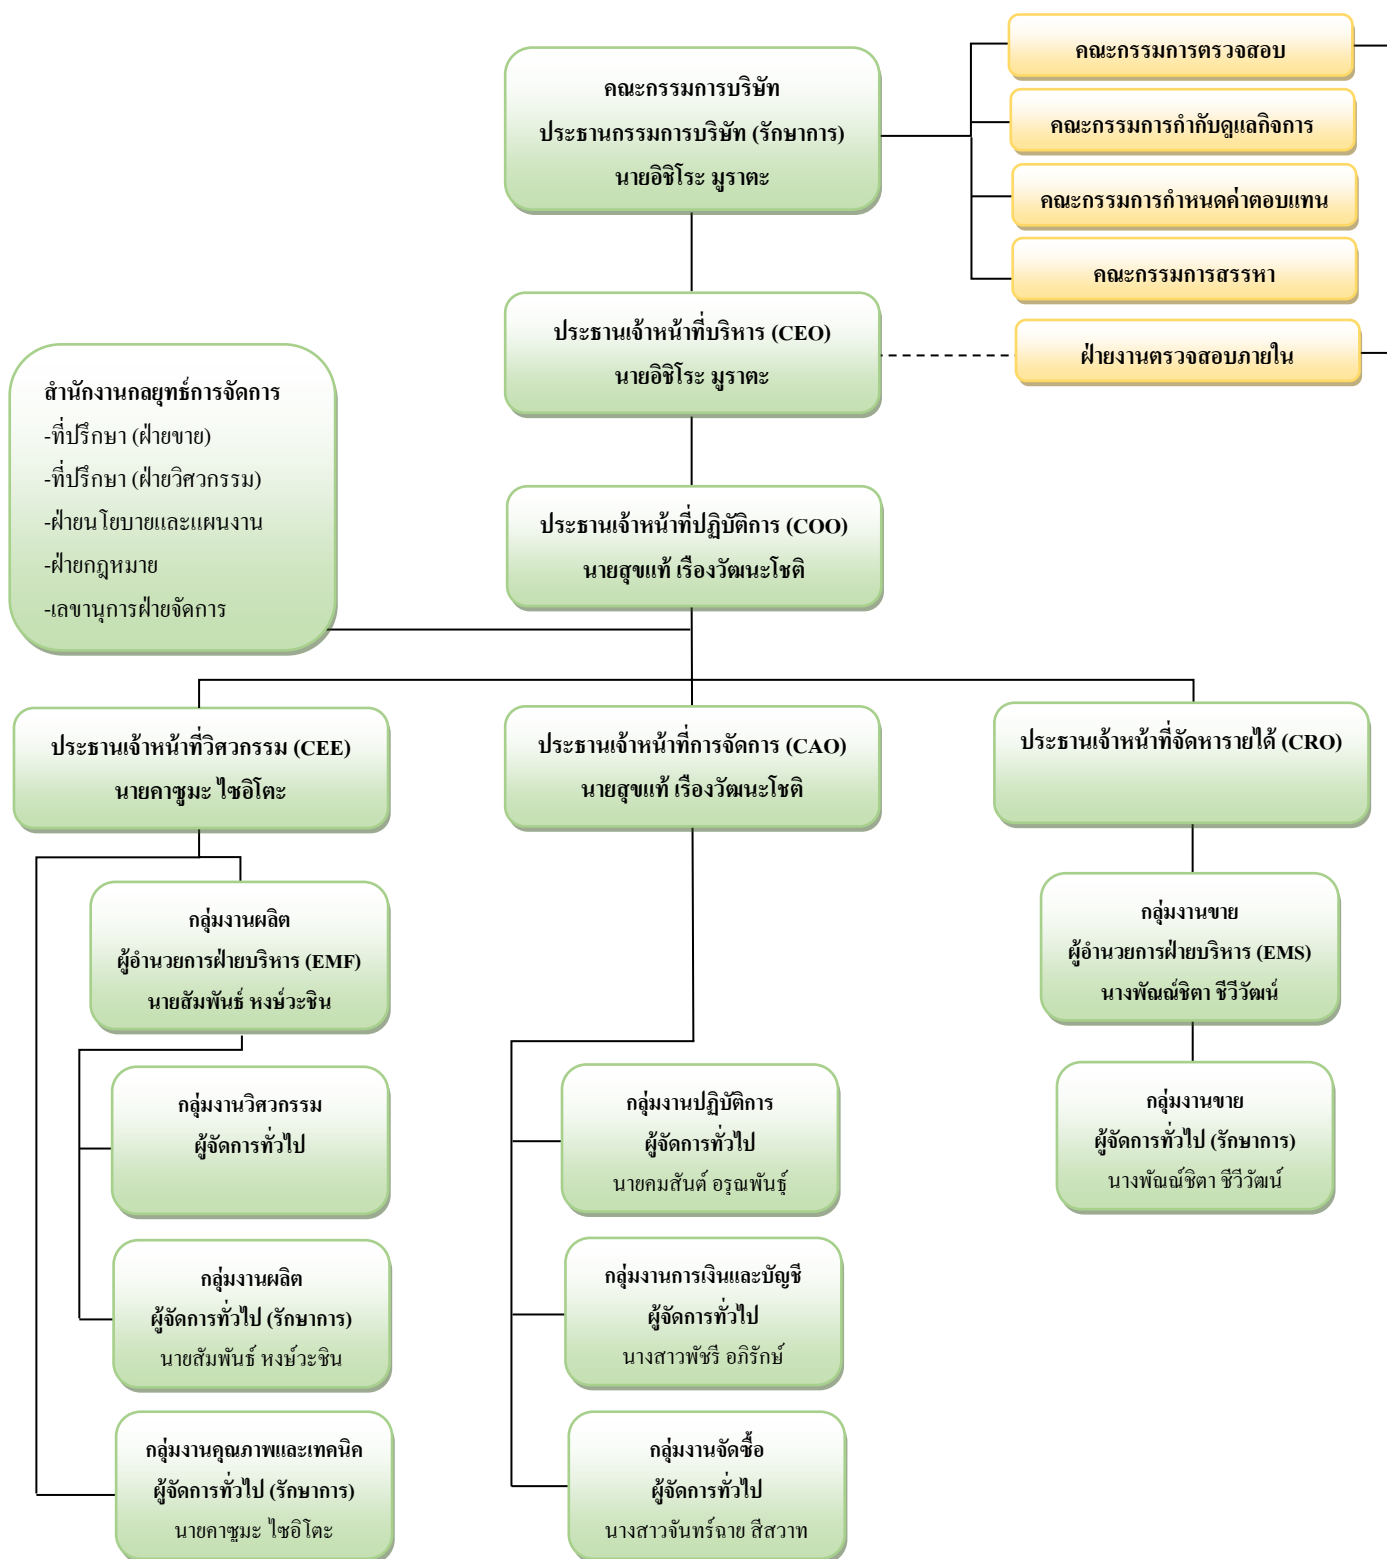 คณะกรรมการบริษัท
ประธานกรรมการบริษัท (รักษาการ)
นายอิชิโระ มูราตะ
คณะกรรมการตรวจสอบ
คณะกรรมการกำกับดูแลกิจการ
คณะกรรมการกำหนดค่าตอบแทน
คณะกรรมการสรรหา
ประธานเจ้าหน้าที่บริหาร (CEO)
นายอิชิโระ มูราตะ
ฝ่ายงานตรวจสอบภายใน
สำนักงานกลยุทธ์การจัดการ
-ที่ปรึกษา (ฝ่ายขาย)
-ที่ปรึกษา (ฝ่ายวิศวกรรม)
-ฝ่ายนโยบายและแผนงาน
-ฝ่ายกฎหมาย
-เลขานุการฝ่ายจัดการ
ประธานเจ้าหน้าที่ปฏิบัติการ (COO)
นายสุขแท้ เรืองวัฒนะโชติ
ประธานเจ้าหน้าที่วิศวกรรม (CEE)
นายคาซูมะ ไซอิโตะ
ประธานเจ้าหน้าที่การจัดการ (CAO)
นายสุขแท้ เรืองวัฒนะโชติ
ประธานเจ้าหน้าที่จัดหารายได้ (CRO)
กลุ่มงานผลิต
ผู้อำนวยการฝ่ายบริหาร (EMF)
นายสัมพันธ์ หงษ์วะชิน
กลุ่มงานวิศวกรรม
ผู้จัดการทั่วไป
กลุ่มงานผลิต
ผู้จัดการทั่วไป (รักษาการ)
นายสัมพันธ์ หงษ์วะชิน
กลุ่มงานคุณภาพและเทคนิค
ผู้จัดการทั่วไป (รักษาการ)
นายคาซูมะ ไซอิโตะ
กลุ่มงานปฏิบัติการ
ผู้จัดการทั่วไป
นายคมสันต์ อรุณพันธุ์
กลุ่มงานการเงินและบัญชี
ผู้จัดการทั่วไป
นางสาวพัชรี อภิรักษ์
กลุ่มงานจัดซื้อ
ผู้จัดการทั่วไป
นางสาวจันทร์ฉาย สีสวาท
กลุ่มงานขาย
ผู้อำนวยการฝ่ายบริหาร (EMS)
นางพัณณ์ชิตา ชีวีวัฒน์
กลุ่มงานขาย
ผู้จัดการทั่วไป (รักษาการ)
นางพัณณ์ชิตา ชีวีวัฒน์